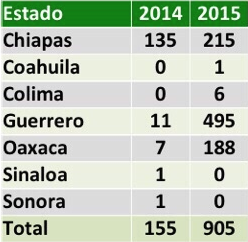 Estado 2014 2015
Chiapas 135 215
Coahuila 0 1
Colima 0 6
Guerrero 11 495
Oaxaca 7 188
Sinaloa 1 0
Sonora 1 0
Total 155 905